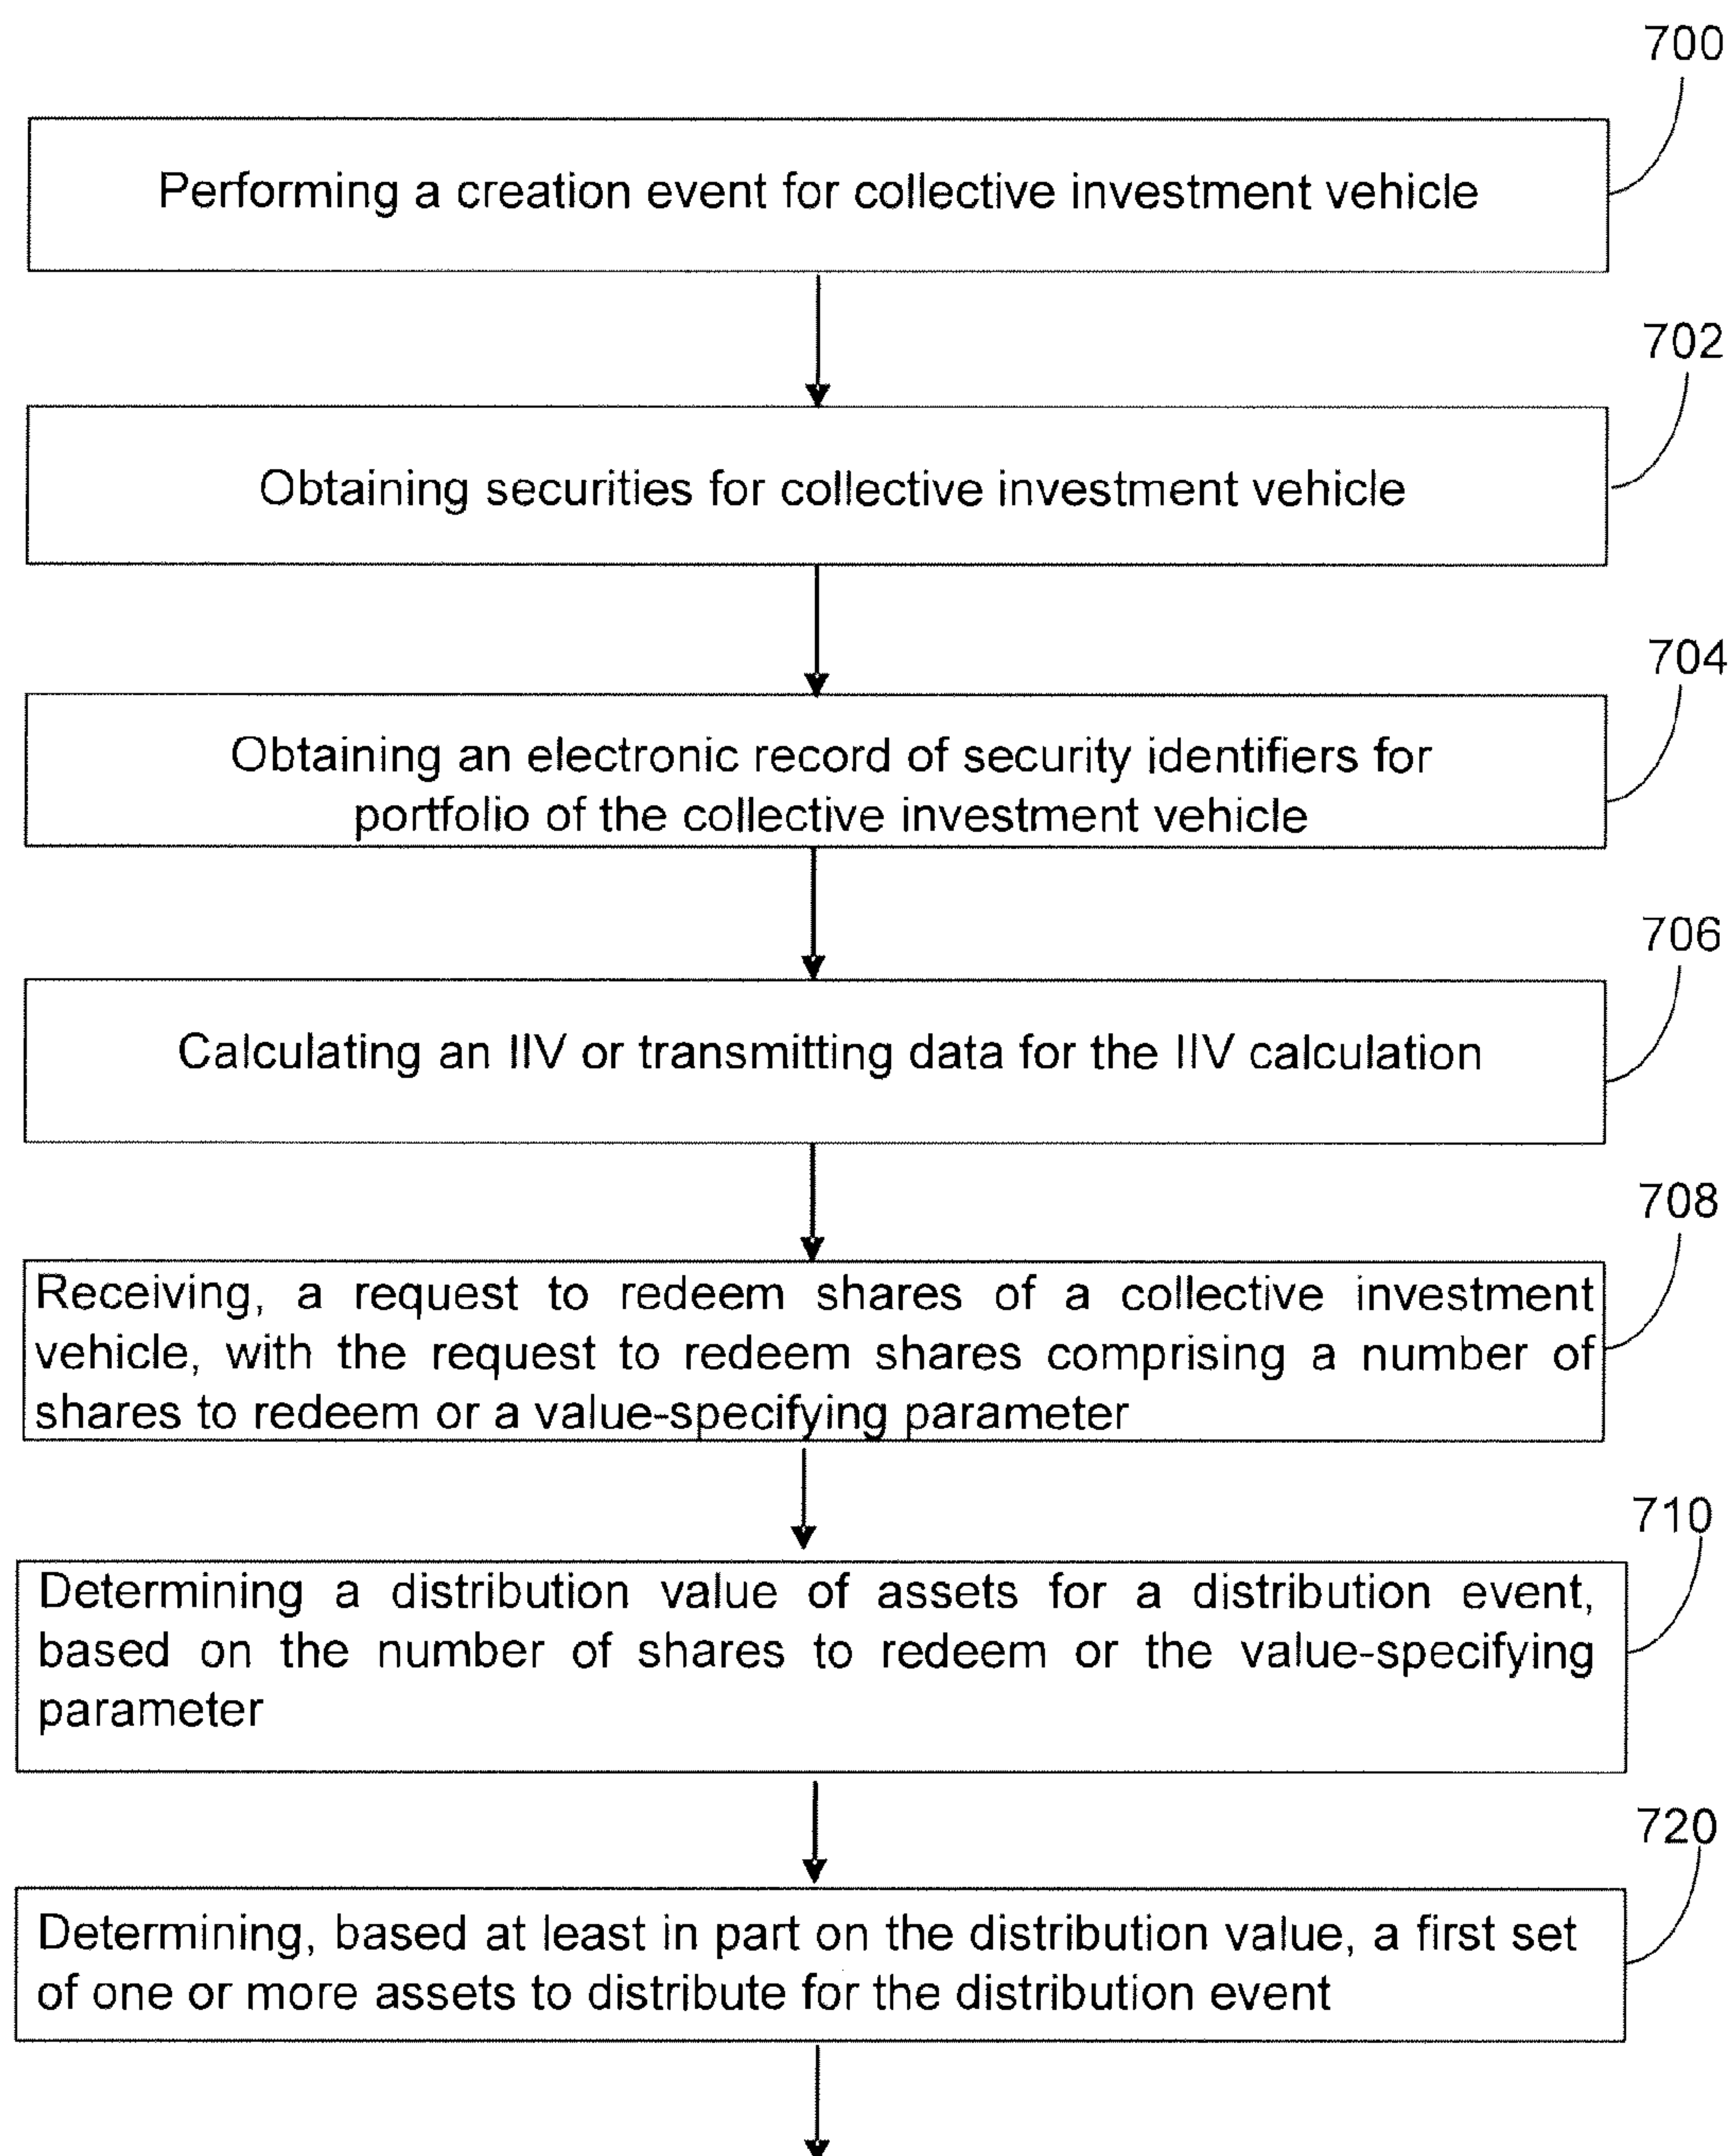 700
Performing a creation event for collective investment vehicle
702
Obtaining securities for collective investment vehicle
704
Obtaining an electronic record of security identifiers for
portfolio of the collective investment vehicle
706
Calculating an IIV or transmitting data for the IIV calculation
708
Receiving, a request to redeem shares of a collective investment
vehicle, with the request to redeem shares comprising a number of
shares to redeem or a value-specifying parameter
710
Determining a distribution value of assets for a distribution event,
based on the number of shares to redeem or the value-specifying
parameter
720
Determining, based at least in part on the distribution value, a first set
of one or more assets to distribute for the distribution event